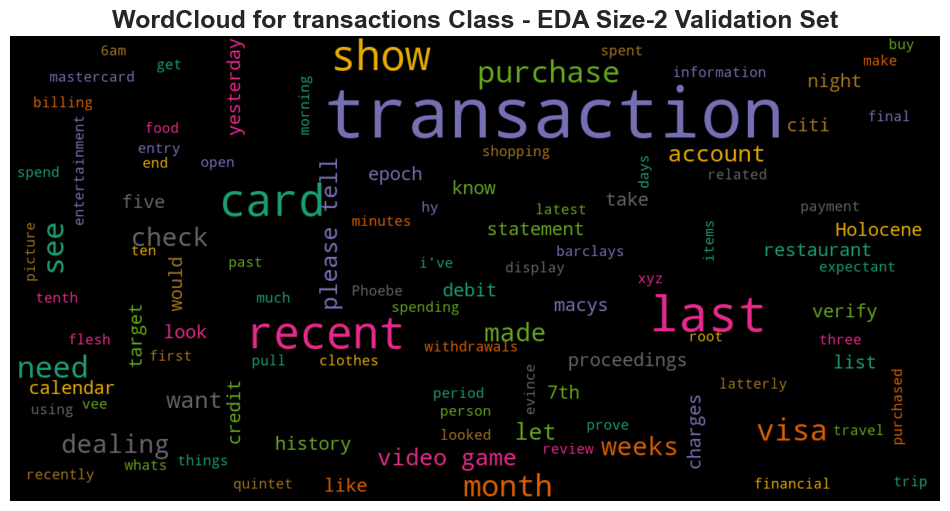 WordCloud for transactions Class - EDA Size-2 Validation Set
6am
get
mastercard
billing
yesterday
morning
show
purchase
spent
information
night
buy
make
transaction
citi
final
food
entry
end
open
entertainment
spend
shopping
account
days
related
please tell
epoch
know
take
card
five
hy
latest
payment
see
picture
check
ten
minutes
statement
items
Holocene
barclays
restaurant
expectant
would
past
i've
display
xyz
tenth
much
Phoebe
debit
spending
macys
last
verify
flesh
target
look
recent
made
root
three
first
pull
clothes
withdrawals
proceedings
list
need
calendar
using
vee
want
credit
period
person
evince
7th
latterly
purchased
dealing
history
looked
let
prove
charges
visa
travel
whats
things
video game
review
weeks
recently
quintet
like
month
financial
trip